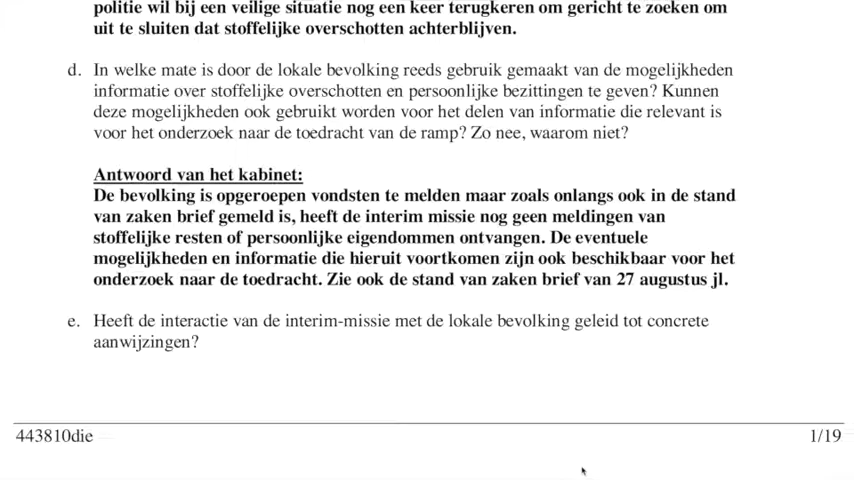 politie wil bij een veilige situatie nog een keer terugkeren om gericht te zoeken om
uit te sluiten dat stoffelijke overschotten achterblijven.
d. In welke mate is door de lokale bevolking reeds gebruik gemaakt van de mogelijkheden
informatie over stoffelijke overschotten en persoonlijke bezittingen te geven? Kunnen
deze mogelijkheden ook gebruikt worden voor het delen van informatie die relevant is
voor het onderzoek naar de toedracht van de ramp? Zo nee, waarom niet?
Antwoord van het kabinet:
De bevolking is opgeroepen vondsten te melden maar zoals onlangs ook in de stand
van zaken brief gemeld is, heeft de interim missie nog geen meldingen van
stoffelijke resten of persoonlijke eigendommen ontvangen. De eventuele
mogelijkheden en informatie die hieruit voortkomen zijn ook beschikbaar voor het
onderzoek naar de toedracht. Zie ook de stand van zaken brief van 27 augustus jl.
e. Heeft de interactie van de interim-missie met de lokale bevolking geleid tot concrete
aanwijzingen?
443810die
1/19